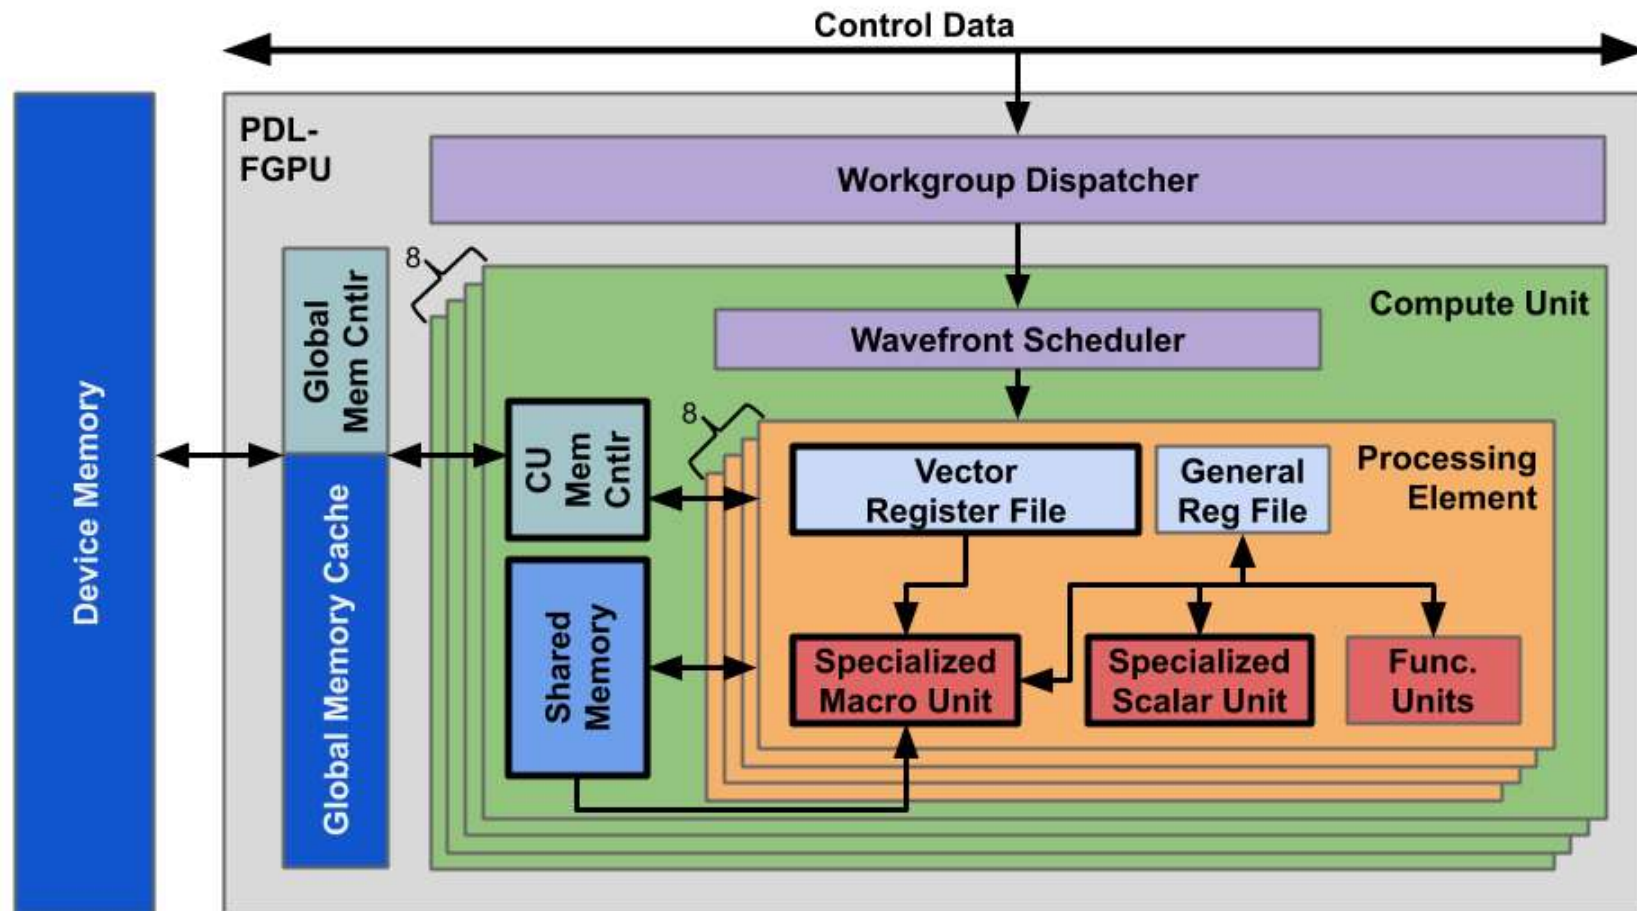 Control Data
PDL-
FGPU
Workgroup Dispatcher
8
Compute Unit
Global
Mem Cntlr
Wavefront Scheduler
Device Memory
8
CU
Mem
Cntlr
Vector
Register File
General
Reg File
Processing
Element
Global Memory Cache
Shared
Memory
Specialized
Macro Unit
Specialized
Scalar Unit
Func.
Units